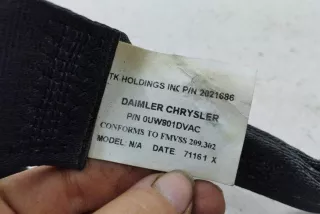 TK HOLDINGS INC P/N 2021686
DAIMLER CHRYSLER
P/N 0UW801DVAC
CONFORMS TO FMVSS 209,302
MODEL N/A DATE 71161 X